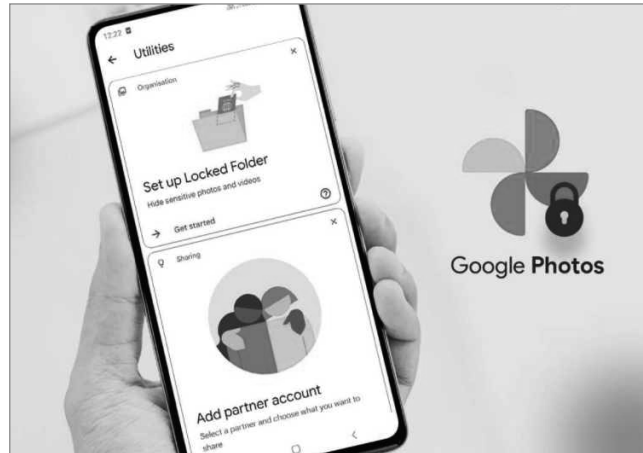 12:22
Utilities
Organisation
Set up Locked Folder
Hide sensitive photos and videos
Get started
Sharing
Add partner account
Select a partner and choose what you want to
share
Google Photos